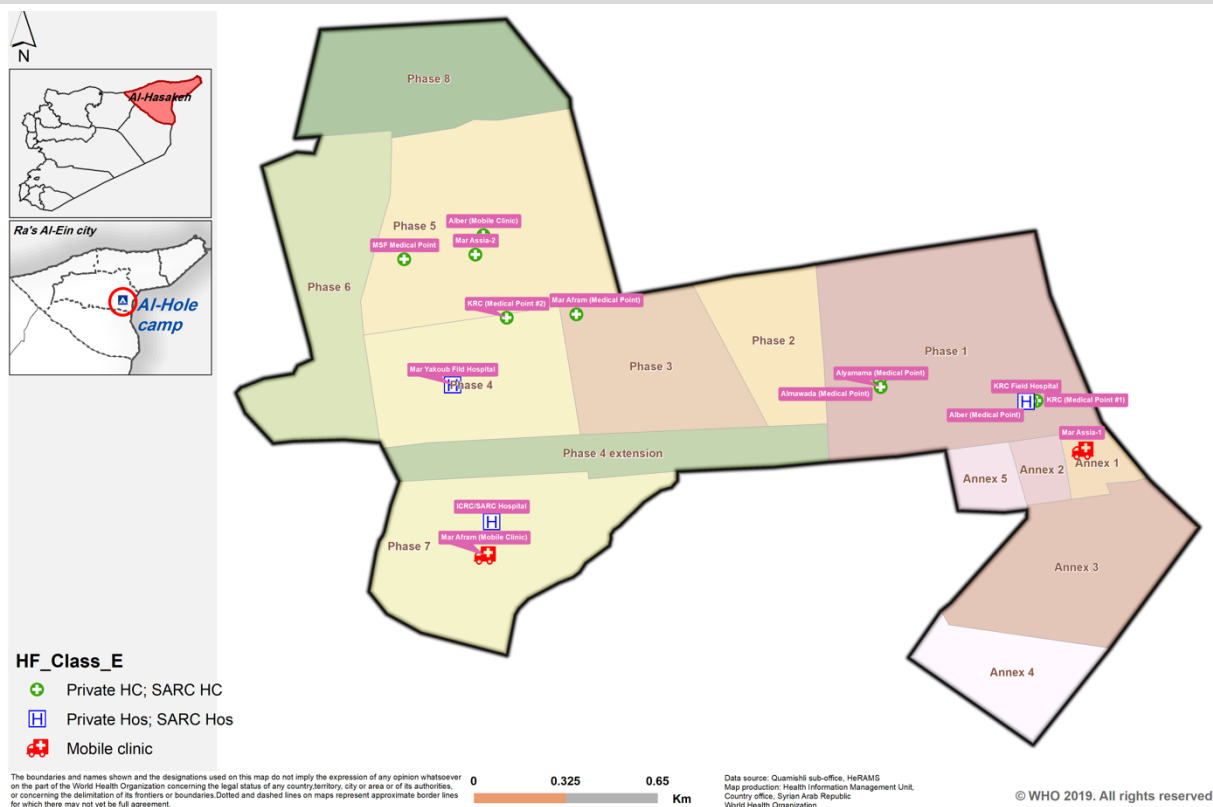 N
Al-Hasakeh
Ra's Al-Ein city
Al-Hole
camp
Phase 8
Phase 5
Alber (Mobile Clinic)
Mar Assia-2
MSF Medical Point
Phase 6
KRC (Medical Point #2)
Mar Afram (Medical Point)
Phase 3
Phase 2
Phase 1
Mar Yakoub Fild Hospital
H
Phase 4
Alyamama (Medical Point)
Almawada (Medical Point)
KRC Field Hospital
H
KRC (Medical Point #1)
Alber (Medical Point)
Mar Assia-1
Phase 4 extension
Annex 5
Annex 2
Annex 1
ICRC/SARC Hospital
H
Mar Afram (Mobile Clinic)
Phase 7
Annex 3
Annex 4
HF_Class_E
Private HC; SARC HC
H
Private Hos; SARC Hos
Mobile clinic
The boundaries and names shown and the designations used on this map do not imply the expression of any opinion whatsoever
on the part of the World Health Organization concerning the legal status of any country,territory, city or area or of its authorities,
or concerning the delimitation of its frontiers or boundaries.Dotted and dashed lines on maps represent approximate border lines
for which there may not yet be full agreement.
0 0.325 0.65
Km
Data source: Quamishli sub-office, HeRAMS
Map production: Health Information Management Unit,
Country office, Syrian Arab Republic
World Health Organization
© WHO 2019. All rights reserved